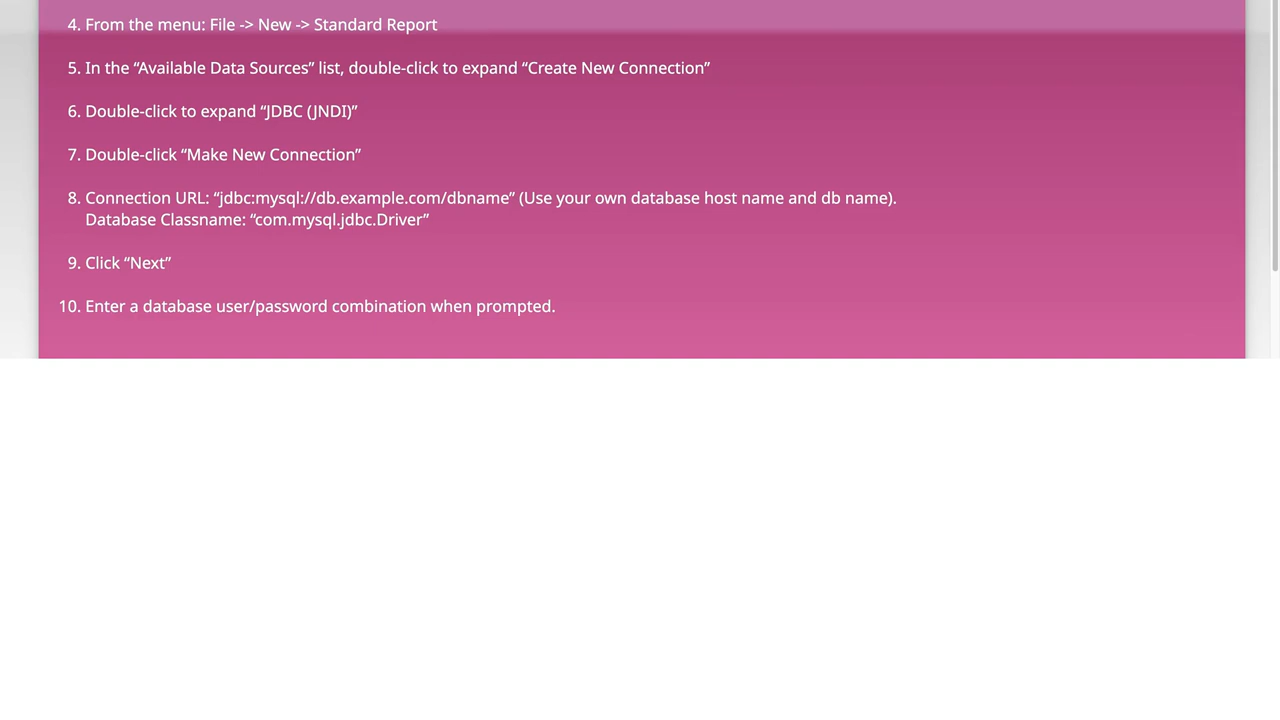 4. From the menu: File -> New -> Standard Report
5. In the “Available Data Sources” list, double-click to expand “Create New Connection”
6. Double-click to expand “JDBC (JNDI)”
7. Double-click “Make New Connection”
8. Connection URL: “jdbc:mysql://db.example.com/dbname” (Use your own database host name and db name).
Database Classname: “com.mysql.jdbc.Driver”
9. Click “Next”
10. Enter a database user/password combination when prompted.